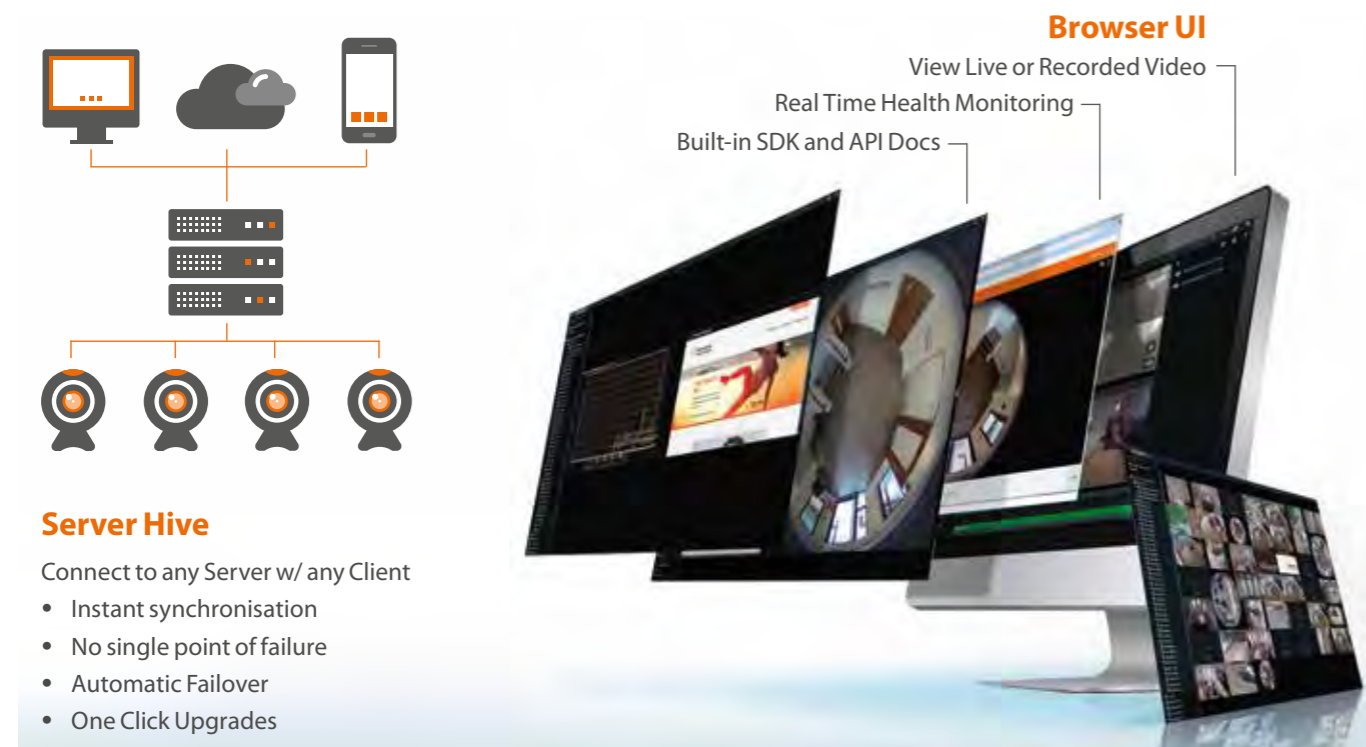 Browser UI
View Live or Recorded Video
Real Time Health Monitoring
Built-in SDK and API Docs
Server Hive
Connect to any Server w/ any Client
• Instant synchronisation
• No single point of failure
• Automatic Failover
• One Click Upgrades